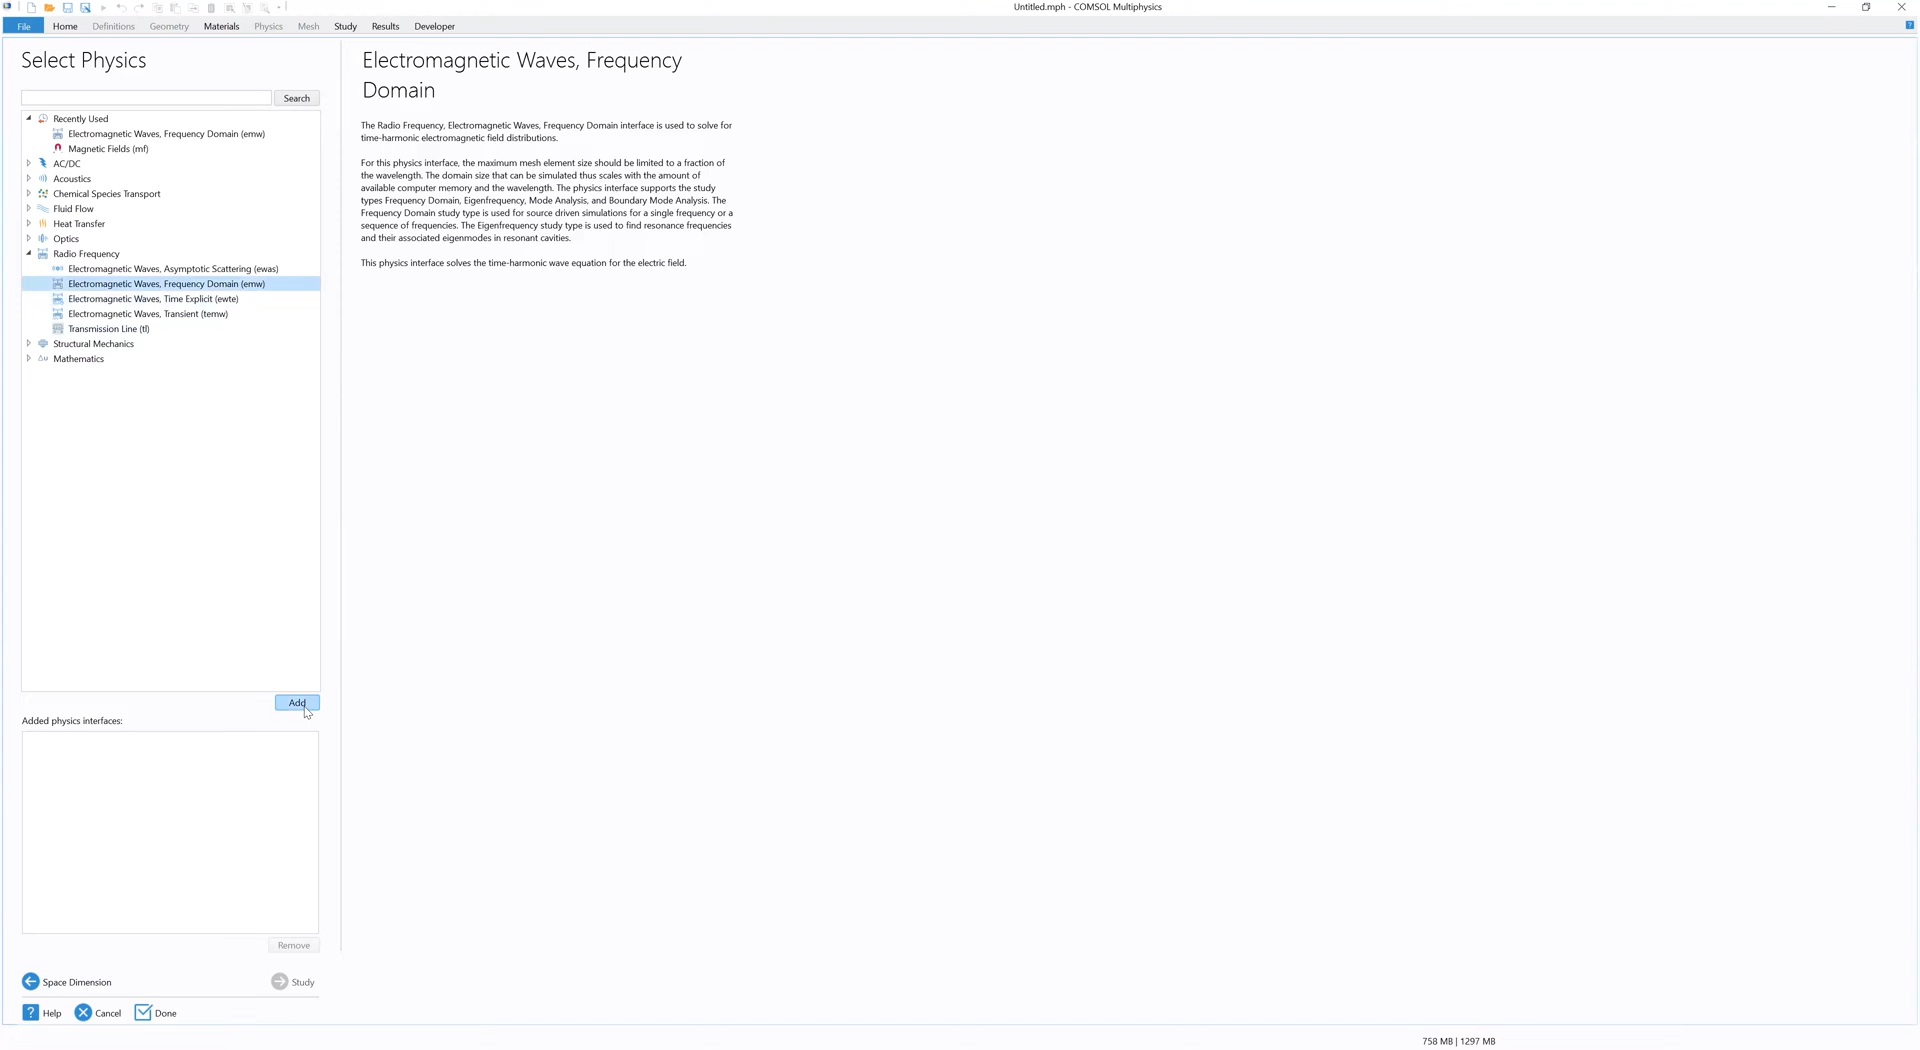 Untitled.mph - COMSOL Multiphysics
File Home Definitions Geometry Materials Physics Mesh Study Results Developer
Select Physics
Search
Recently Used
Electromagnetic Waves, Frequency Domain (emw)
Magnetic Fields (mf)
AC/DC
Acoustics
Chemical Species Transport
Fluid Flow
Heat Transfer
Optics
Radio Frequency
Electromagnetic Waves, Asymptotic Scattering (ewas)
Electromagnetic Waves, Frequency Domain (emw)
Electromagnetic Waves, Time Explicit (ewte)
Electromagnetic Waves, Transient (temw)
Transmission Line (tl)
Structural Mechanics
Δu Mathematics
Add
Added physics interfaces:
Remove
Space Dimension
Study
? Help Cancel Done
Electromagnetic Waves, Frequency
Domain
The Radio Frequency, Electromagnetic Waves, Frequency Domain interface is used to solve for
time-harmonic electromagnetic field distributions.
For this physics interface, the maximum mesh element size should be limited to a fraction of
the wavelength. The domain size that can be simulated thus scales with the amount of
available computer memory and the wavelength. The physics interface supports the study
types Frequency Domain, Eigenfrequency, Mode Analysis, and Boundary Mode Analysis. The
Frequency Domain study type is used for source driven simulations for a single frequency or a
sequence of frequencies. The Eigenfrequency study type is used to find resonance frequencies
and their associated eigenmodes in resonant cavities.
This physics interface solves the time-harmonic wave equation for the electric field.
758 MB | 1297 MB